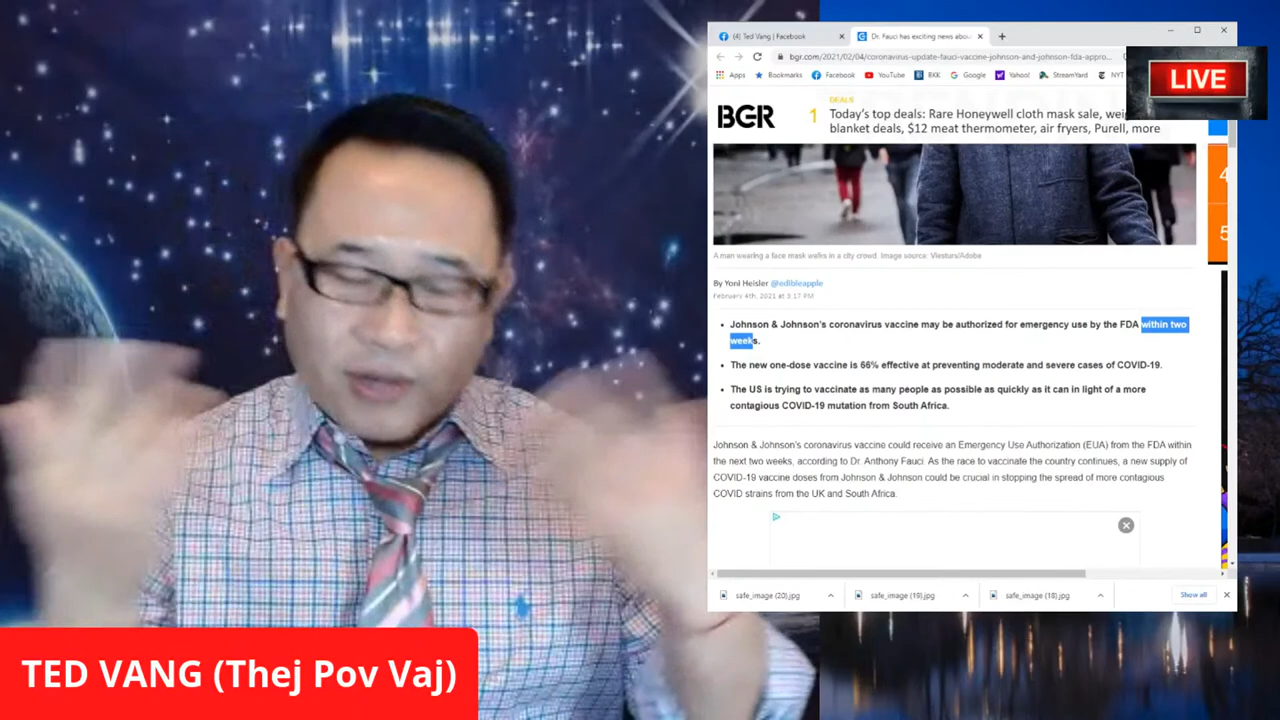 (4) Ted Vang | Facebook
Dr. Fauci has exciting news abou
bgr.com/2021/02/04/coronavirus-update-fauci-vaccine-johnson-and-johnson-fda-appro...
Apps Bookmarks Facebook YouTube BKK Google Yahoo! StreamYard NYT
LIVE
BGR
1
DEALS
Today's top deals: Rare Honeywell cloth mask sale,
blanket deals, $12 meat thermometer, air fryers, Purell, more
4
5
A man wearing a face mask walks in a city crowd. Image source: Viesturs/Adobe
By Yoni Heisler @edibleapple
February 4th, 2021 at 3:17 PM
• Johnson & Johnson's coronavirus vaccine may be authorized for emergency use by the FDA within two
weeks.
• The new one-dose vaccine is 66% effective at preventing moderate and severe cases of COVID-19.
• The US is trying to vaccinate as many people as possible as quickly as it can in light of a more
contagious COVID-19 mutation from South Africa.
Johnson & Johnson's coronavirus vaccine could receive an Emergency Use Authorization (EUA) from the FDA within
the next two weeks, according to Dr. Anthony Fauci. As the race to vaccinate the country continues, a new supply of
COVID-19 vaccine doses from Johnson & Johnson could be crucial in stopping the spread of more contagious
COVID strains from the UK and South Africa.
safe_image (20).jpg
safe_image (19).jpg
safe_image (18).jpg
Show all
TED VANG (Thej Pov Vaj)